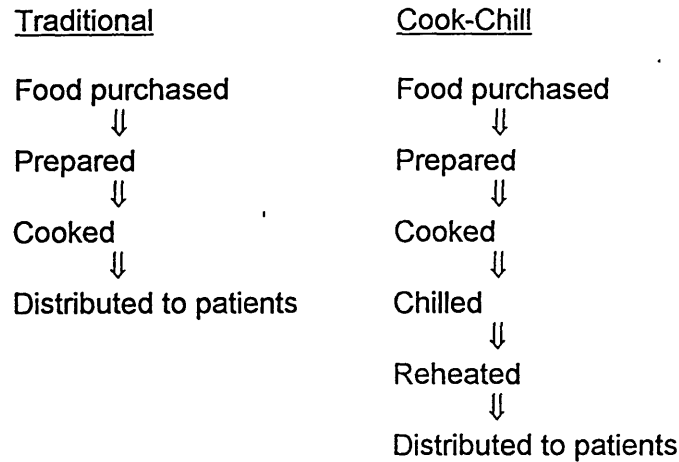 Traditional
Food purchased
⇓
Prepared
⇓
Cooked
⇓
Distributed to patients
Cook-Chill
Food purchased
⇓
Prepared
⇓
Cooked
⇓
Chilled
⇓
Reheated
⇓
Distributed to patients